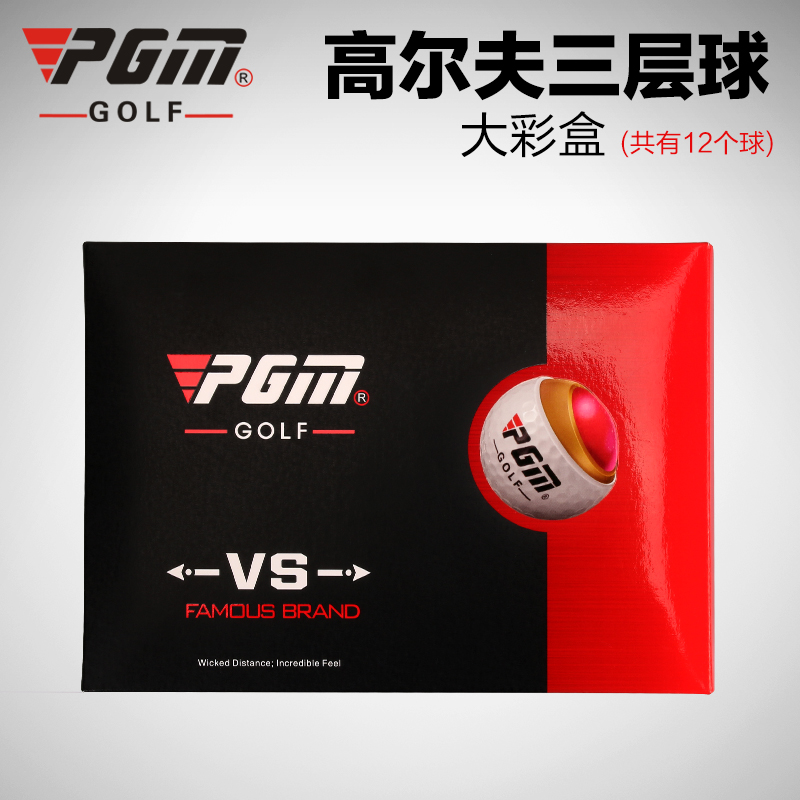 PGM®
GOLF
高尔夫三层球
大彩盒 (共有12个球)
PGM®
GOLF
PGM®
GOLF
VS
FAMOUS BRAND
Wicked Distance; Incredible Feel